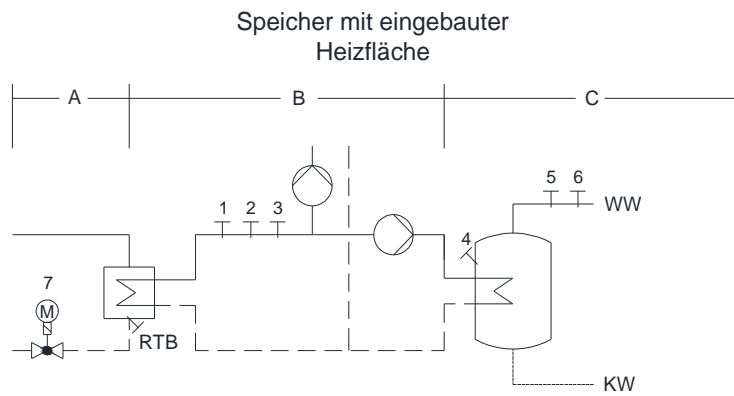 Speicher mit eingebauter
Heizfläche
A B C
1 2 3 4 5 6
WW
7
M
RTB
KW